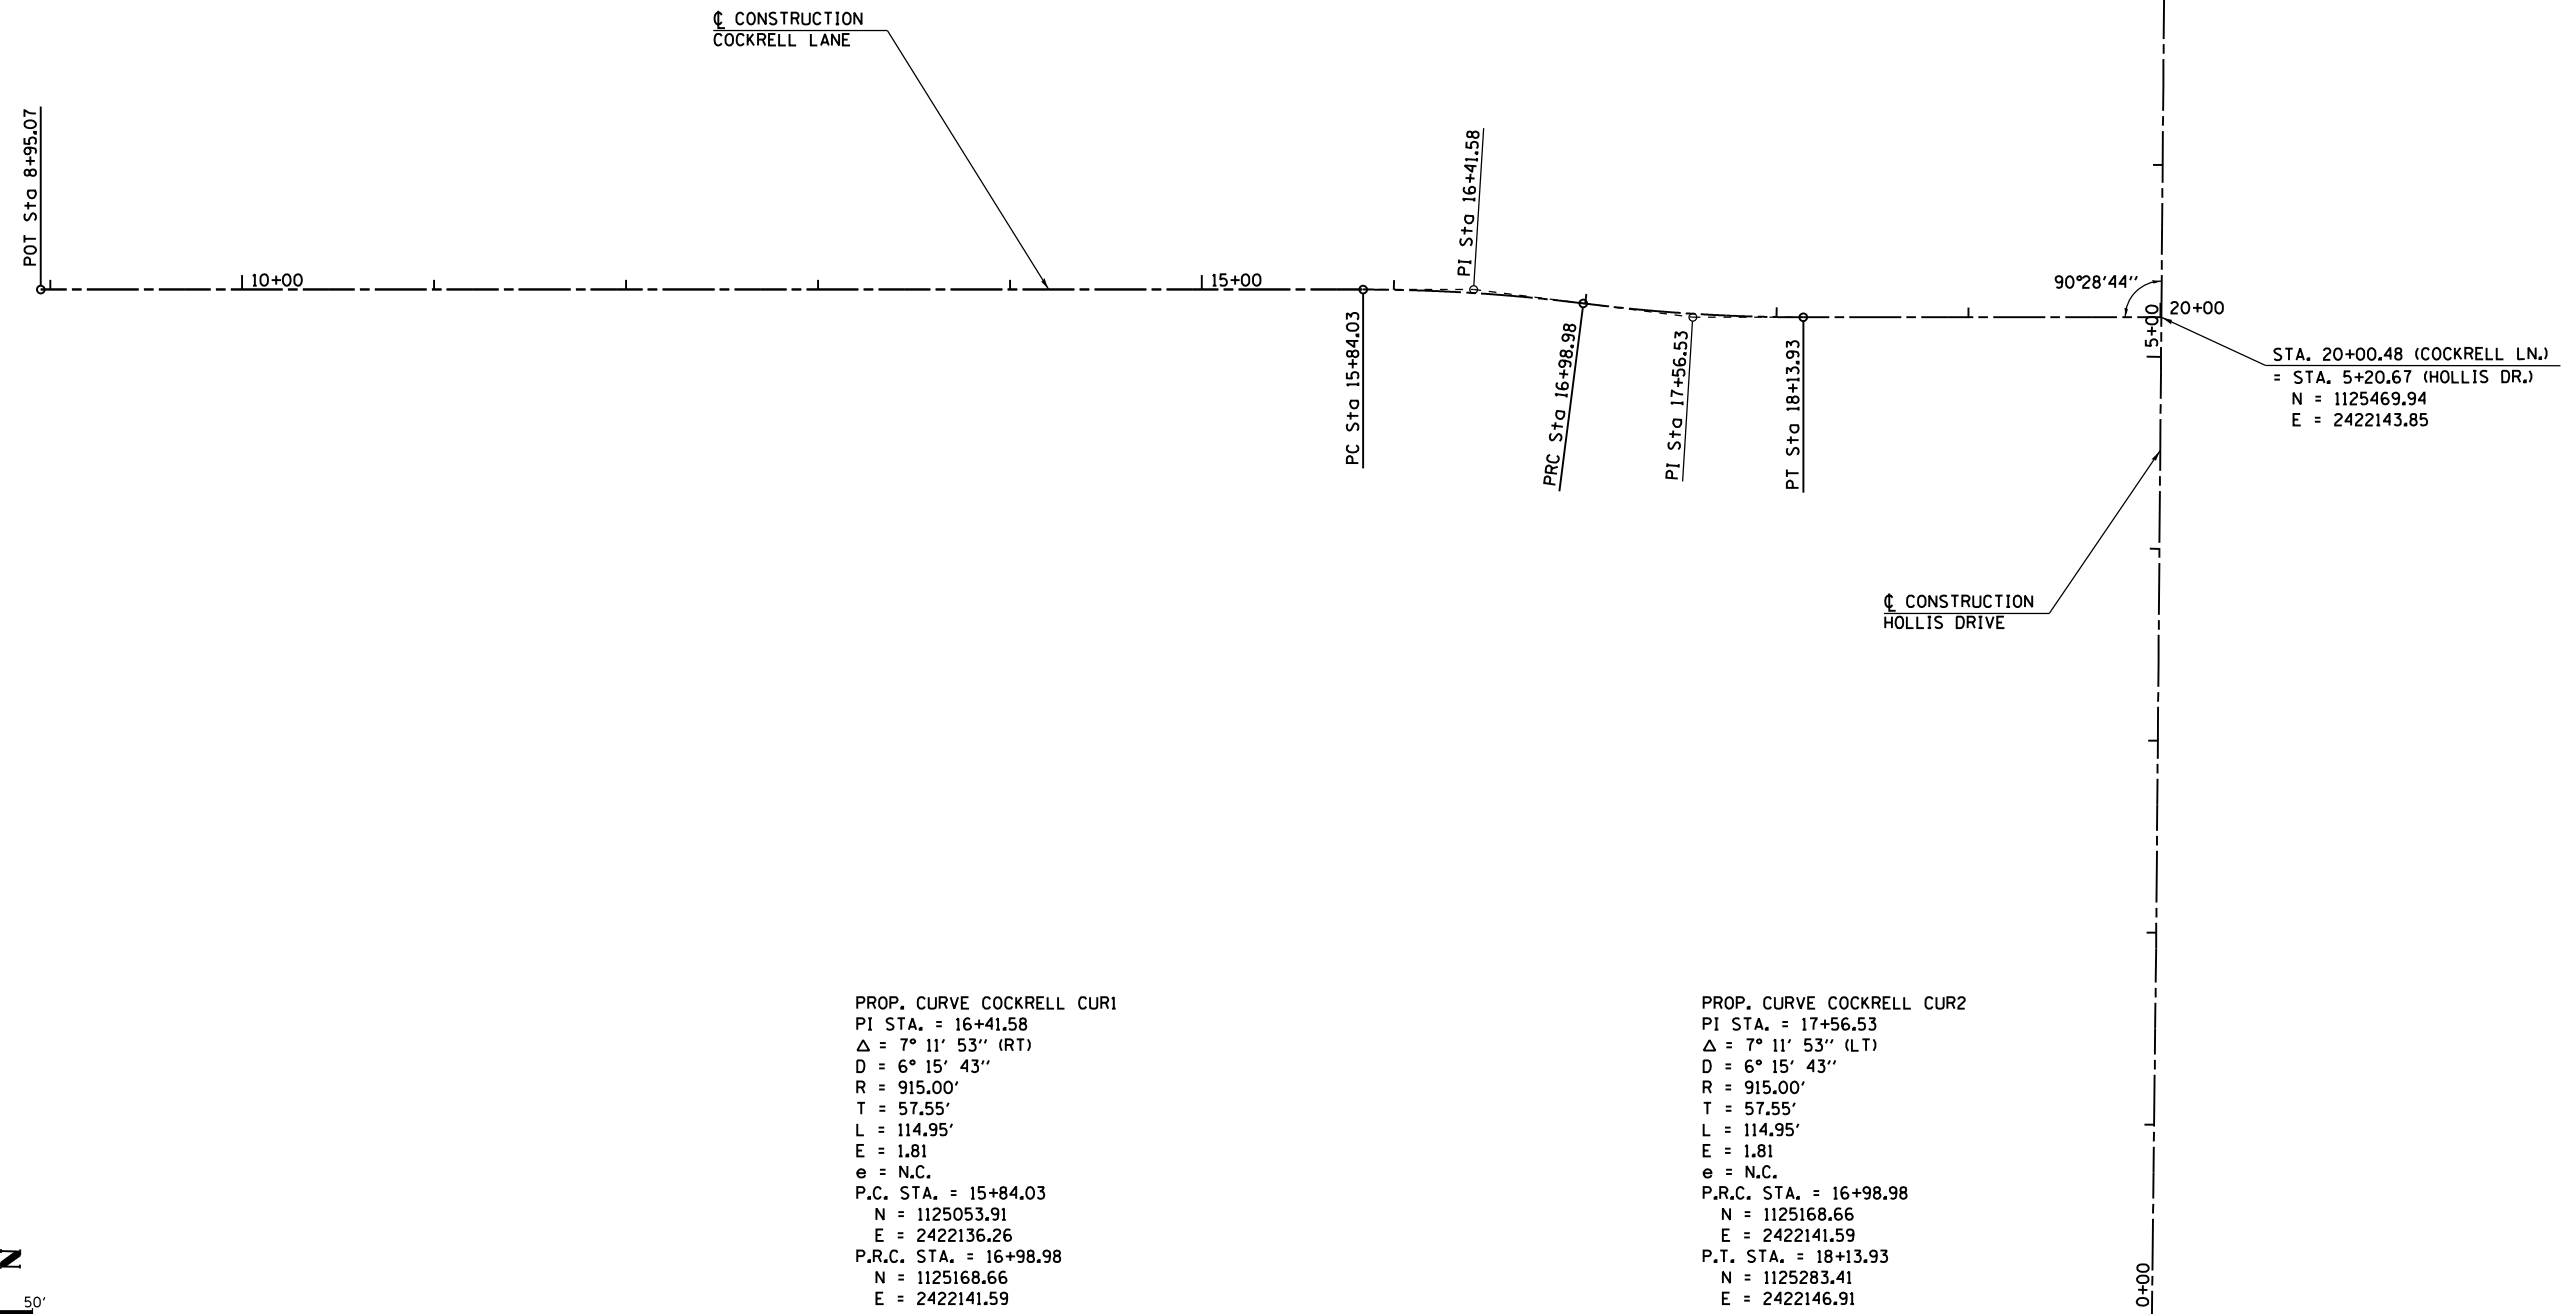 ℄ CONSTRUCTION
COCKRELL LANE
POT Sta 8+95.07
10+00
15+00
PI Sta 16+41.58
PC Sta 15+84.03
PRC Sta 16+98.98
PI Sta 17+56.53
PT Sta 18+13.93
90°28'44''
20+00
5+00
STA. 20+00.48 (COCKRELL LN.)
= STA. 5+20.67 (HOLLIS DR.)
N = 1125469.94
E = 2422143.85
℄ CONSTRUCTION
HOLLIS DRIVE
PROP. CURVE COCKRELL CUR1
PI STA. = 16+41.58
Δ = 7° 11' 53'' (RT)
D = 6° 15' 43''
R = 915.00'
T = 57.55'
L = 114.95'
E = 1.81
e = N.C.
P.C. STA. = 15+84.03
N = 1125053.91
E = 2422136.26
P.R.C. STA. = 16+98.98
N = 1125168.66
E = 2422141.59
PROP. CURVE COCKRELL CUR2
PI STA. = 17+56.53
Δ = 7° 11' 53'' (LT)
D = 6° 15' 43''
R = 915.00'
T = 57.55'
L = 114.95'
E = 1.81
e = N.C.
P.R.C. STA. = 16+98.98
N = 1125168.66
E = 2422141.59
P.T. STA. = 18+13.93
N = 1125283.41
E = 2422146.91
0+00
N
50'